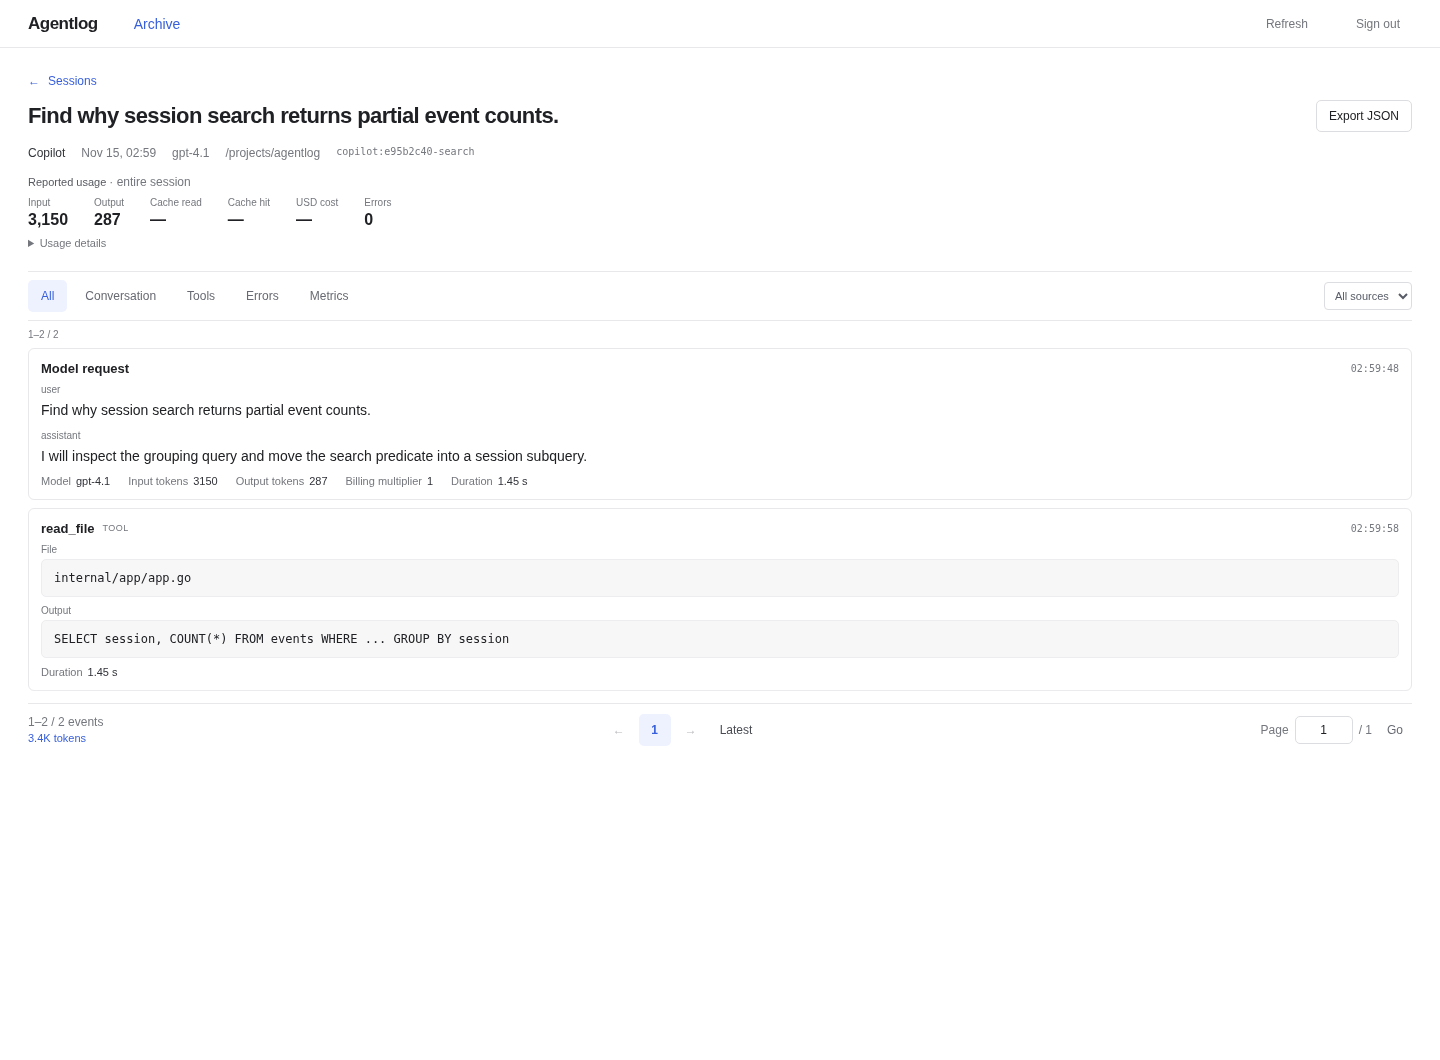 Agentlog Archive Refresh Sign out
← Sessions
Find why session search returns partial event counts. Export JSON
Copilot Nov 15, 02:59 gpt-4.1 /projects/agentlog copilot:e95b2c40-search
Reported usage · entire session
Input Output Cache read Cache hit USD cost Errors
3,150 287 — — — 0
▶ Usage details
All Conversation Tools Errors Metrics All sources
1–2 / 2
Model request 02:59:48
user
Find why session search returns partial event counts.
assistant
I will inspect the grouping query and move the search predicate into a session subquery.
Model gpt-4.1 Input tokens 3150 Output tokens 287 Billing multiplier 1 Duration 1.45 s
read_file TOOL 02:59:58
File
internal/app/app.go
Output
SELECT session, COUNT(*) FROM events WHERE ... GROUP BY session
Duration 1.45 s
1–2 / 2 events
3.4K tokens
← 1 → Latest Page 1 / 1 Go